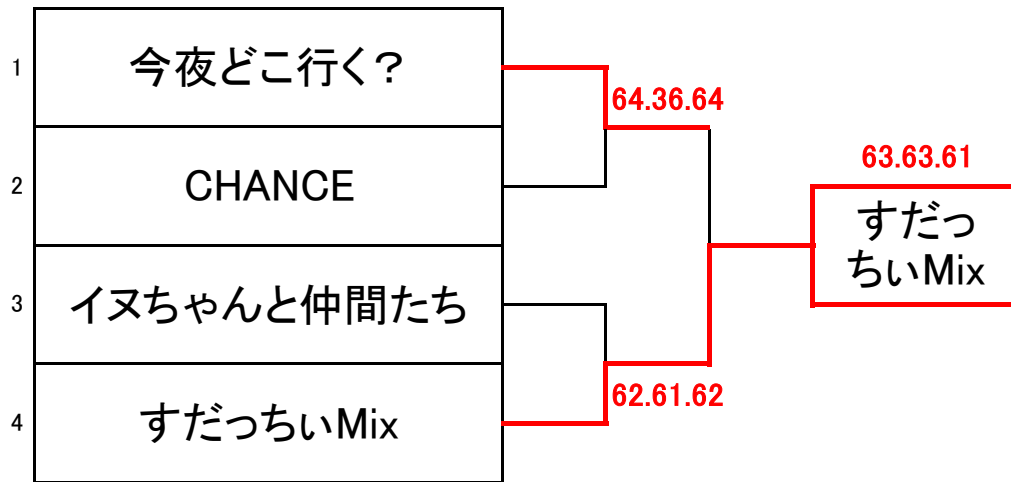 1 今夜どこ行く？
64.36.64
2 CHANCE
63.63.61
すだっ
ちぃMix
3 イヌちゃんと仲間たち
62.61.62
4 すだっちぃMix